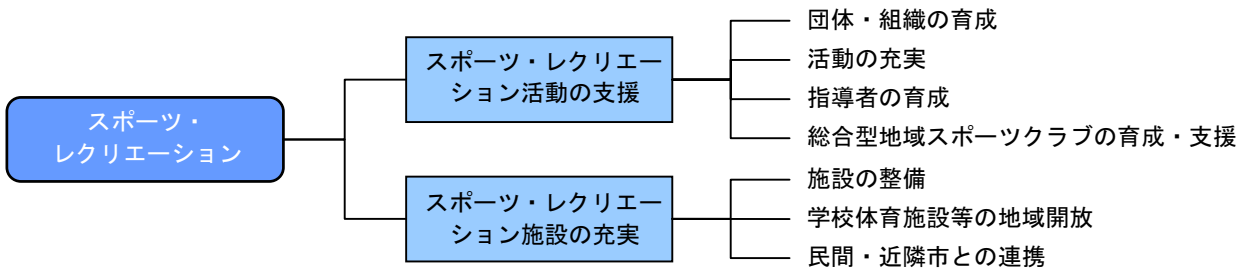 スポーツ・
レクリエーション
スポーツ・レクリエー
ション活動の支援
団体・組織の育成
活動の充実
指導者の育成
総合型地域スポーツクラブの育成・支援
スポーツ・レクリエー
ション施設の充実
施設の整備
学校体育施設等の地域開放
民間・近隣市との連携